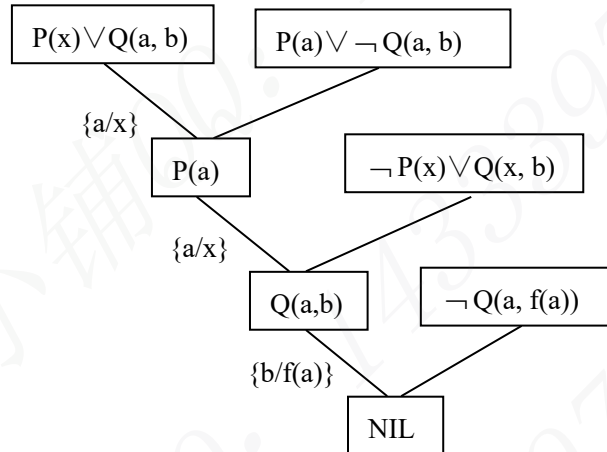 P(x)∨Q(a, b)
P(a)∨﹁Q(a, b)
{a/x}
P(a)
﹁P(x)∨Q(x, b)
{a/x}
Q(a,b)
﹁Q(a, f(a))
{b/f(a)}
NIL